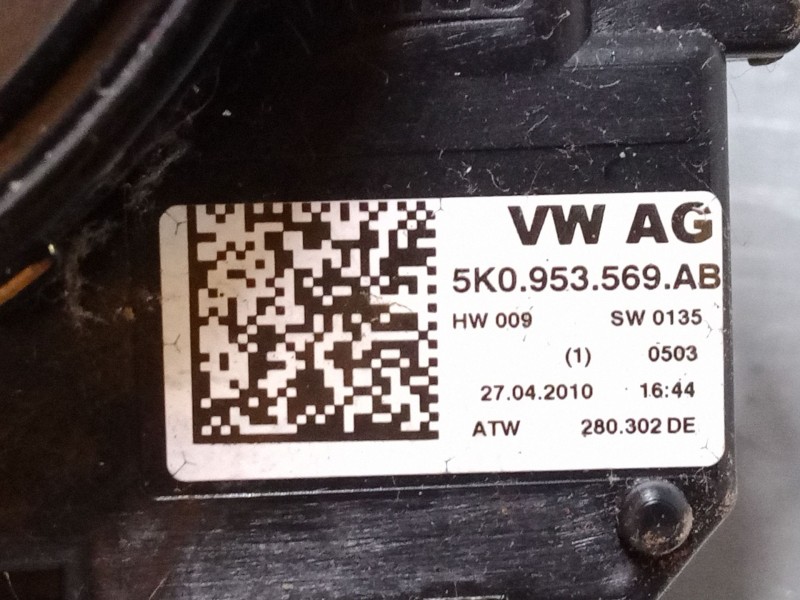 VW AG
5K0.953.569.AB
HW 009 SW 0135
(1) 0503
27.04.2010 16:44
ATW 280.302 DE